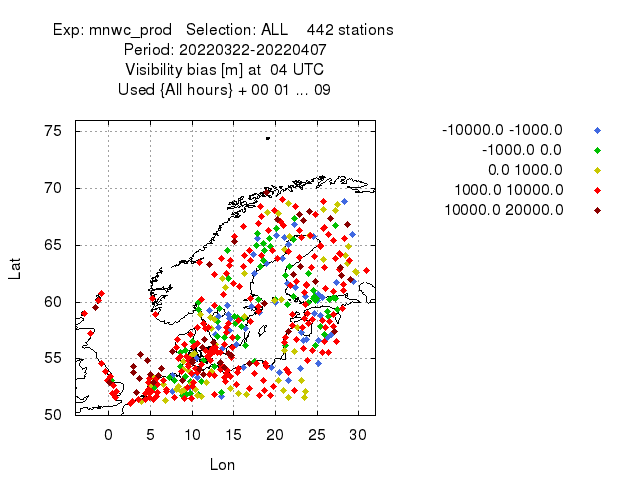 Exp: mnwc_prod   Selection: ALL    442 stations
Period: 20220322-20220407
Visibility bias [m] at  04 UTC
Used {All hours} + 00 01 ... 09
-10000.0 -1000.0
-1000.0 0.0
0.0 1000.0
1000.0 10000.0
10000.0 20000.0
75
70
65
60
55
50
Lat
0 5 10 15 20 25 30
Lon